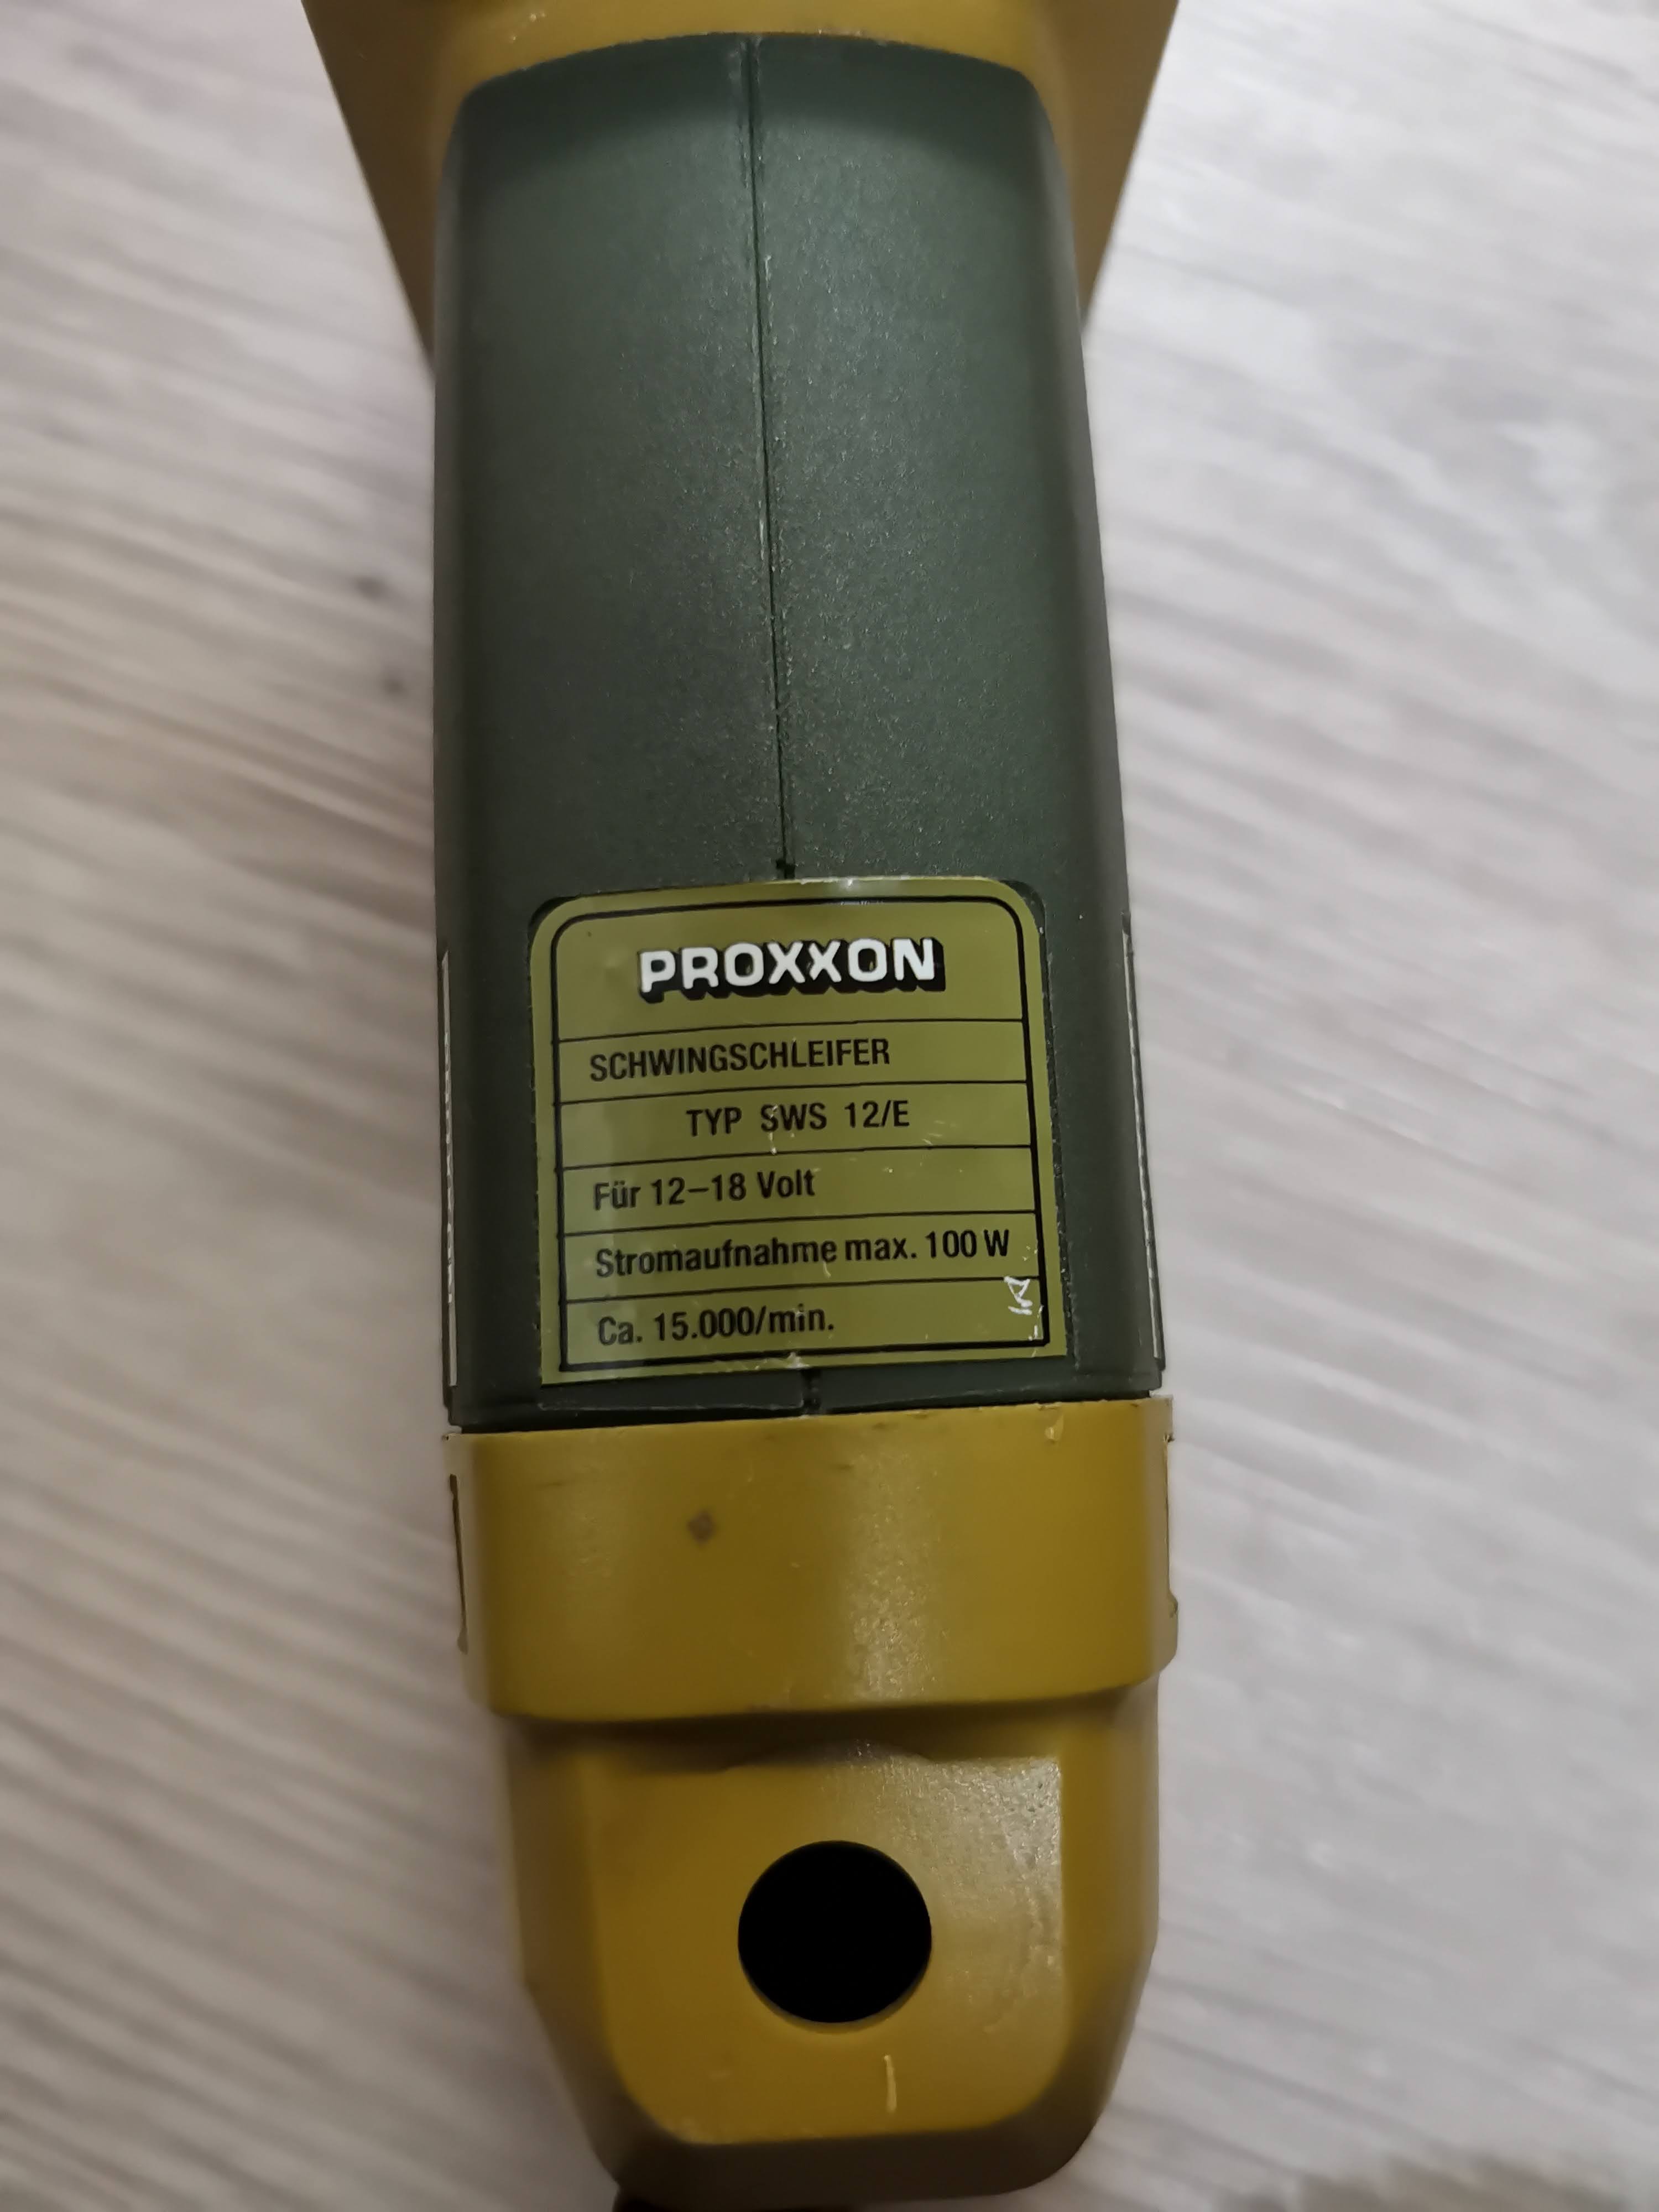 PROXXON
SCHWINGSCHLEIFER
TYP SWS 12/E
Für 12–18 Volt
Stromaufnahme max. 100 W
Ca. 15.000/min.